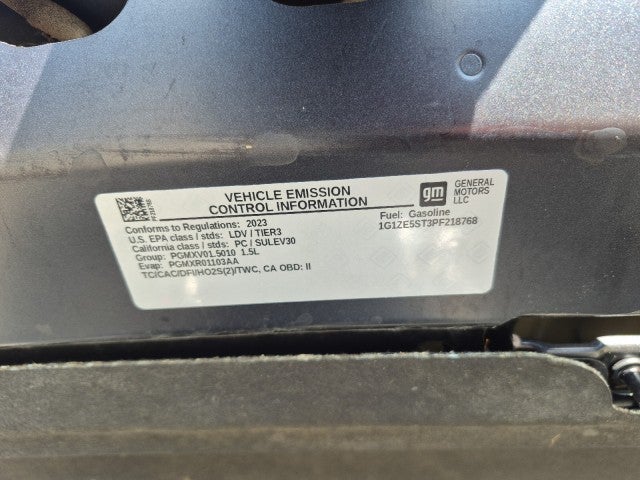 VEHICLE EMISSION
CONTROL INFORMATION
gm
GENERAL
MOTORS
LLC
Conforms to Regulations: 2023
U.S. EPA class / stds: LDV / TIER3
California class / stds: PC / SULEV30
Group: PGMXV01.5010 1.5L
Evap: PGMXR01103AA
TC/CAC/DFI/HO2S(2)/TWC, CA OBD: II
Fuel: Gasoline
1G1ZE5ST3PF218768